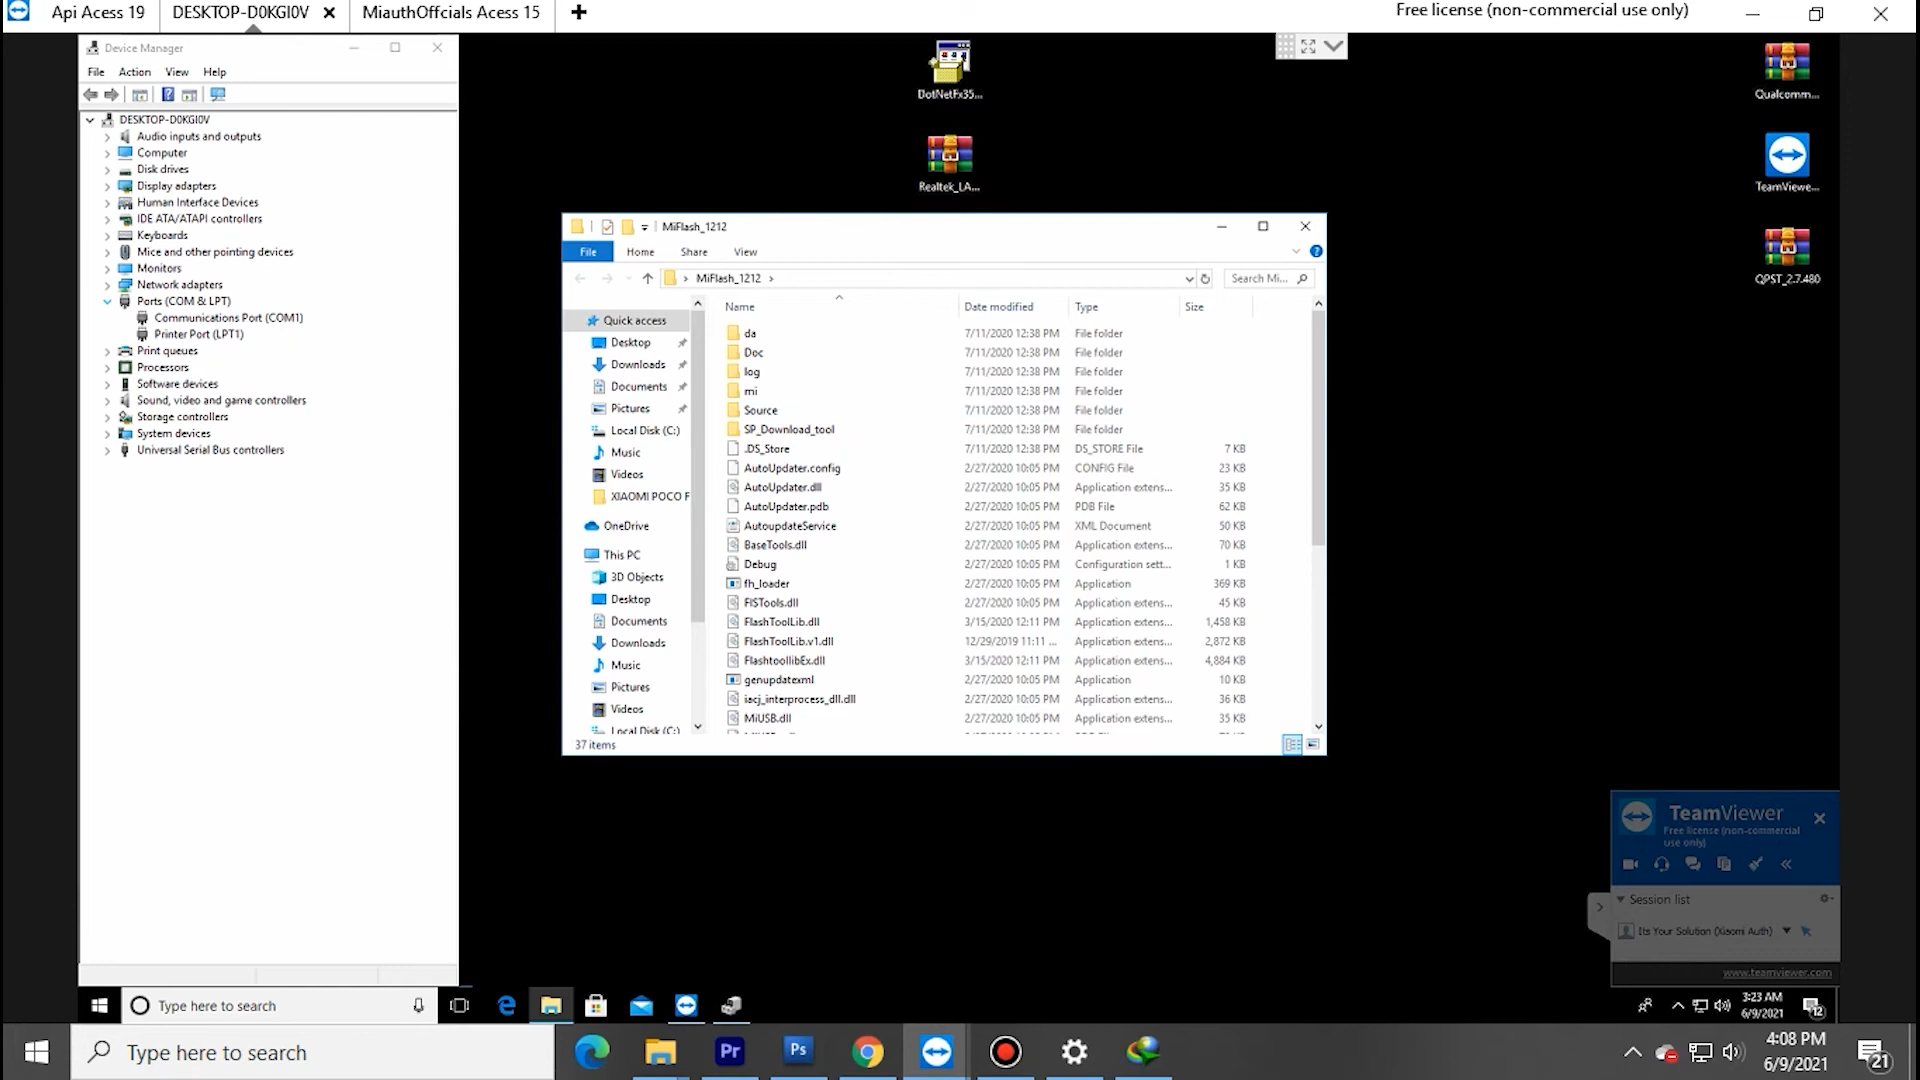 Api Acess 19
DESKTOP-D0KGI0V
MiauthOffcials Acess 15
Free license (non-commercial use only)
Device Manager
File Action View Help
DESKTOP-D0KGI0V
Audio inputs and outputs
Computer
Disk drives
Display adapters
Human Interface Devices
IDE ATA/ATAPI controllers
Keyboards
Mice and other pointing devices
Monitors
Network adapters
Ports (COM & LPT)
Communications Port (COM1)
Printer Port (LPT1)
Print queues
Processors
Software devices
Sound, video and game controllers
Storage controllers
System devices
Universal Serial Bus controllers
DotNetFx35...
Realtek_LA...
Qualcomm...
TeamViewe...
QPST_2.7.480
MiFlash_1212
File Home Share View
MiFlash_1212
Search Mi...
Quick access
Desktop
Downloads
Documents
Pictures
Local Disk (C:)
Music
Videos
XIAOMI POCO F
OneDrive
This PC
3D Objects
Desktop
Documents
Downloads
Music
Pictures
Videos
Local Disk (C:)
Name Date modified Type Size
da 7/11/2020 12:38 PM File folder
Doc 7/11/2020 12:38 PM File folder
log 7/11/2020 12:38 PM File folder
mi 7/11/2020 12:38 PM File folder
Source 7/11/2020 12:38 PM File folder
SP_Download_tool 7/11/2020 12:38 PM File folder
.DS_Store 7/11/2020 12:38 PM DS_STORE File 7 KB
AutoUpdater.config 2/27/2020 10:05 PM CONFIG File 23 KB
AutoUpdater.dll 2/27/2020 10:05 PM Application extens... 35 KB
AutoUpdater.pdb 2/27/2020 10:05 PM PDB File 62 KB
AutoupdateService 2/27/2020 10:05 PM XML Document 50 KB
BaseTools.dll 2/27/2020 10:05 PM Application extens... 70 KB
Debug 2/27/2020 10:05 PM Configuration sett... 1 KB
fh_loader 2/27/2020 10:05 PM Application 369 KB
FISTools.dll 2/27/2020 10:05 PM Application extens... 45 KB
FlashToolLib.dll 3/15/2020 12:11 PM Application extens... 1,458 KB
FlashToolLib.v1.dll 12/29/2019 11:11 ... Application extens... 2,872 KB
FlashtoollibEx.dll 3/15/2020 12:11 PM Application extens... 4,884 KB
genupdatexml 2/27/2020 10:05 PM Application 10 KB
iacj_interprocess_dll.dll 2/27/2020 10:05 PM Application extens... 36 KB
MiUSB.dll 2/27/2020 10:05 PM Application extens... 35 KB
37 items
TeamViewer
Free license (non-commercial
use only)
Session list
Its Your Solution (Xiaomi Auth)
www.teamviewer.com
Type here to search
3:23 AM
6/9/2021
12
Type here to search
Pr
Ps
4:08 PM
6/9/2021
21